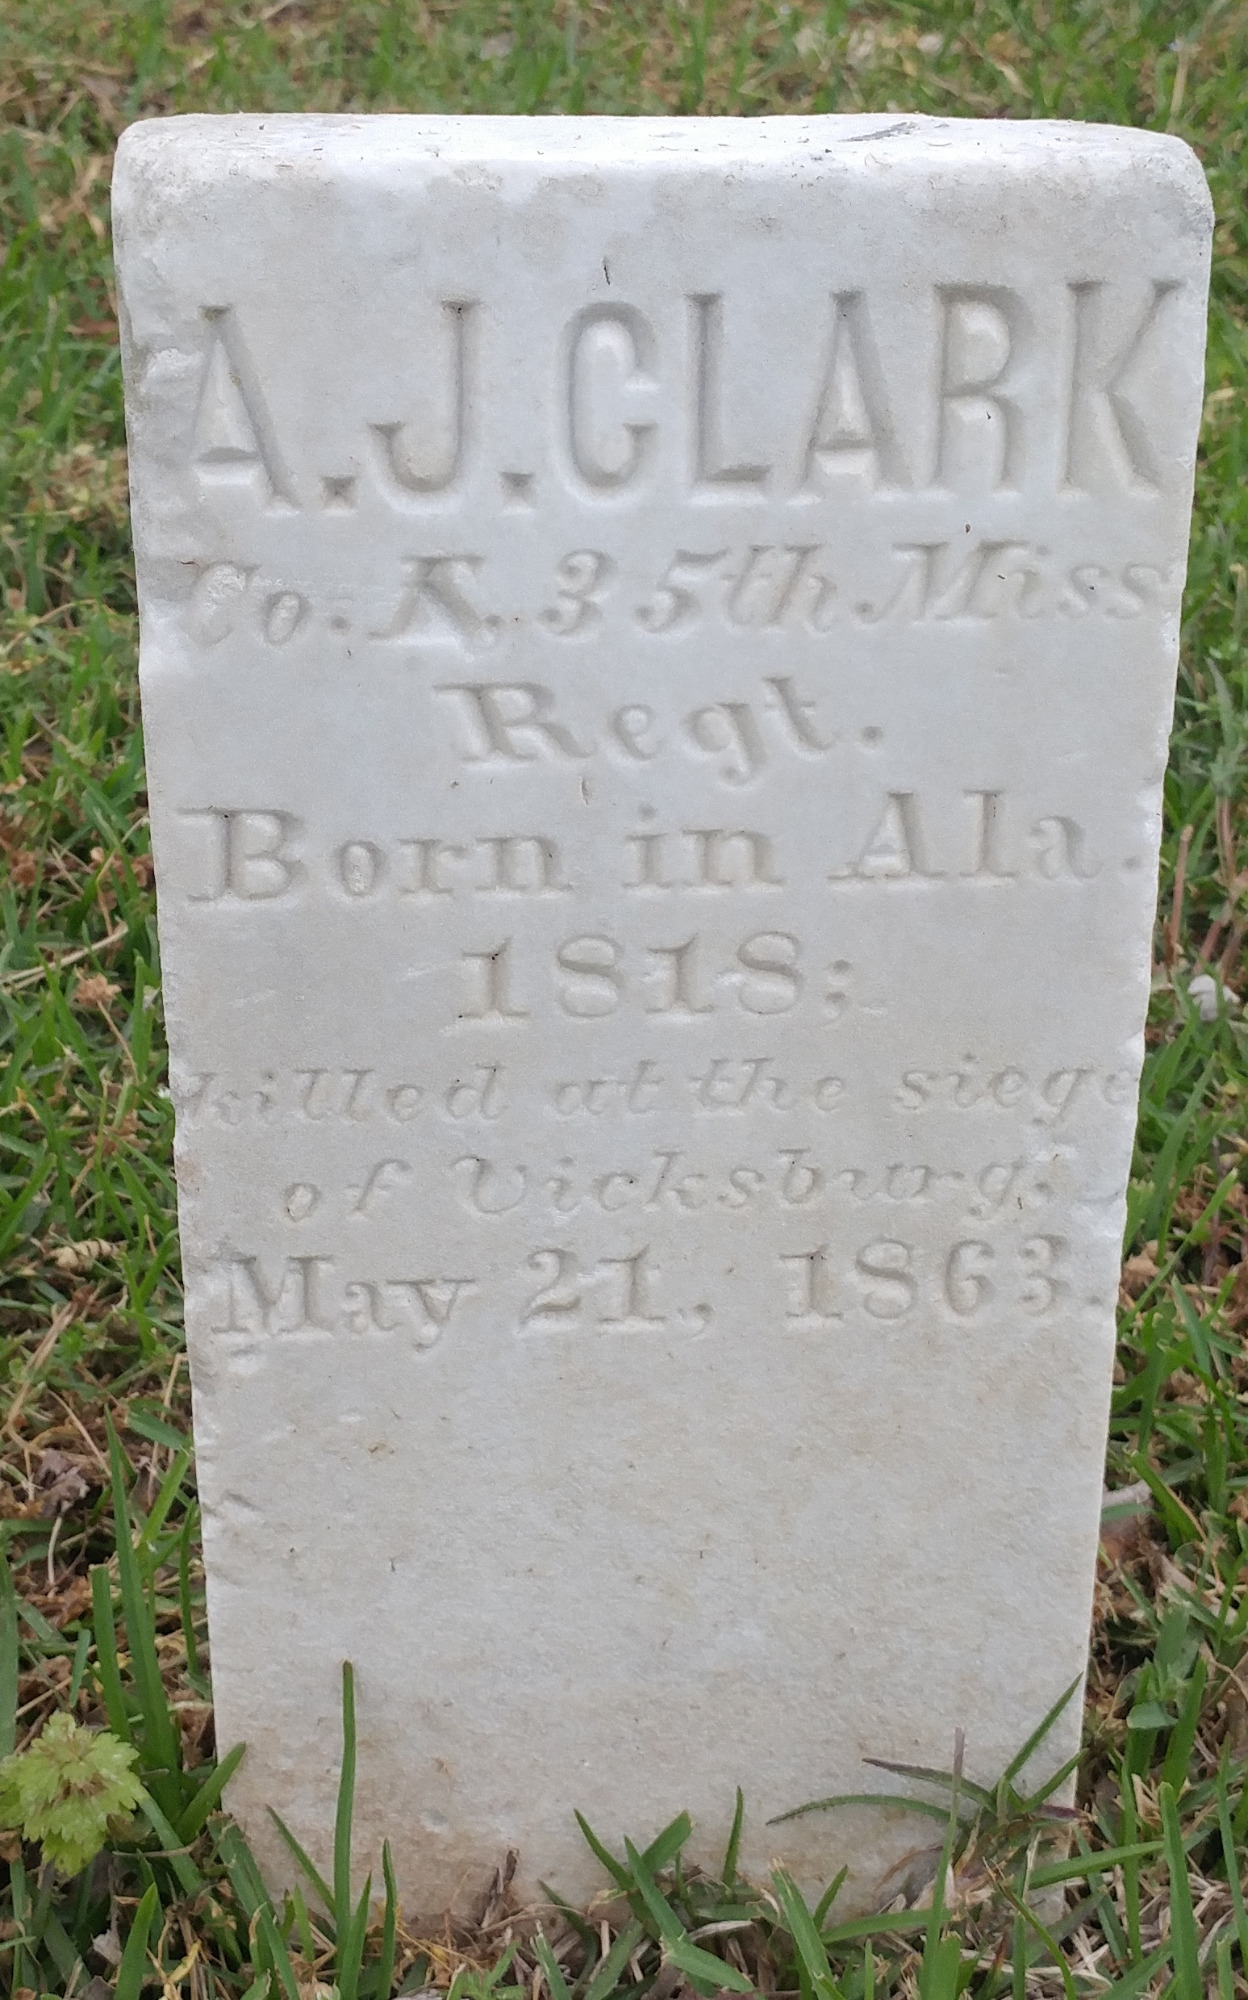 A.J.CLARK
Co. K. 35th. Miss
Regt.
Born in Ala.
1818;
killed at the siege
of Vicksburg.
May 21, 1863.